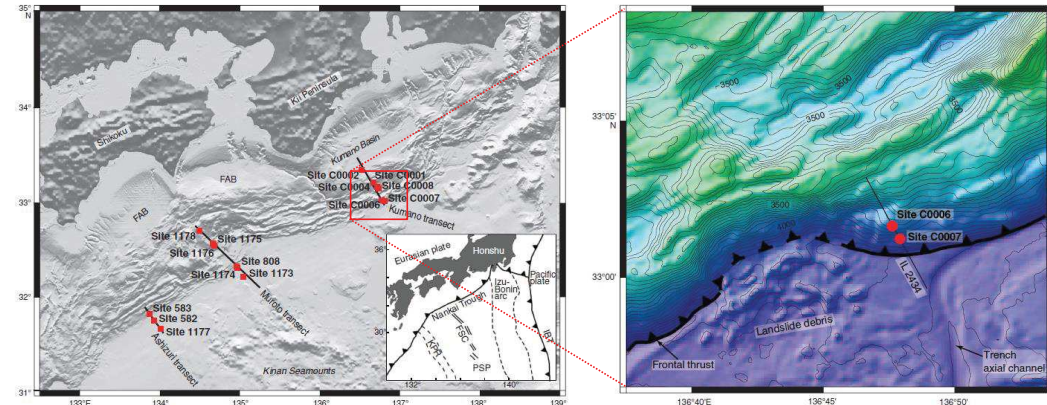 35°
N
34°
33°
32°
31°
133°E
134°
135°
136°
137°
138°
139°
Shikoku
Kii Peninsula
Kumano Basin
FAB
FAB
Site C0002
Site C0001
Site C0004
Site C0008
Site C0006
Site C0007
Kumano transect
Site 1178
Site 1175
Site 1176
Site 808
Site 1174
Site 1173
Muroto transect
Site 583
Site 582
Site 1177
Ashizuri transect
Kinan Seamounts
36°
30°
132°
140°
Eurasian plate
Honshu
Pacific
plate
Izu-
Bonin
arc
Nankai Trough
KPR
FSC
PSP
IBT
33°05'
N
33°00'
136°40'E
136°45'
136°50'
3500
3500
3500
3500
4000
Site C0006
Site C0007
IL 2434
Landslide debris
Frontal thrust
Trench
axial channel